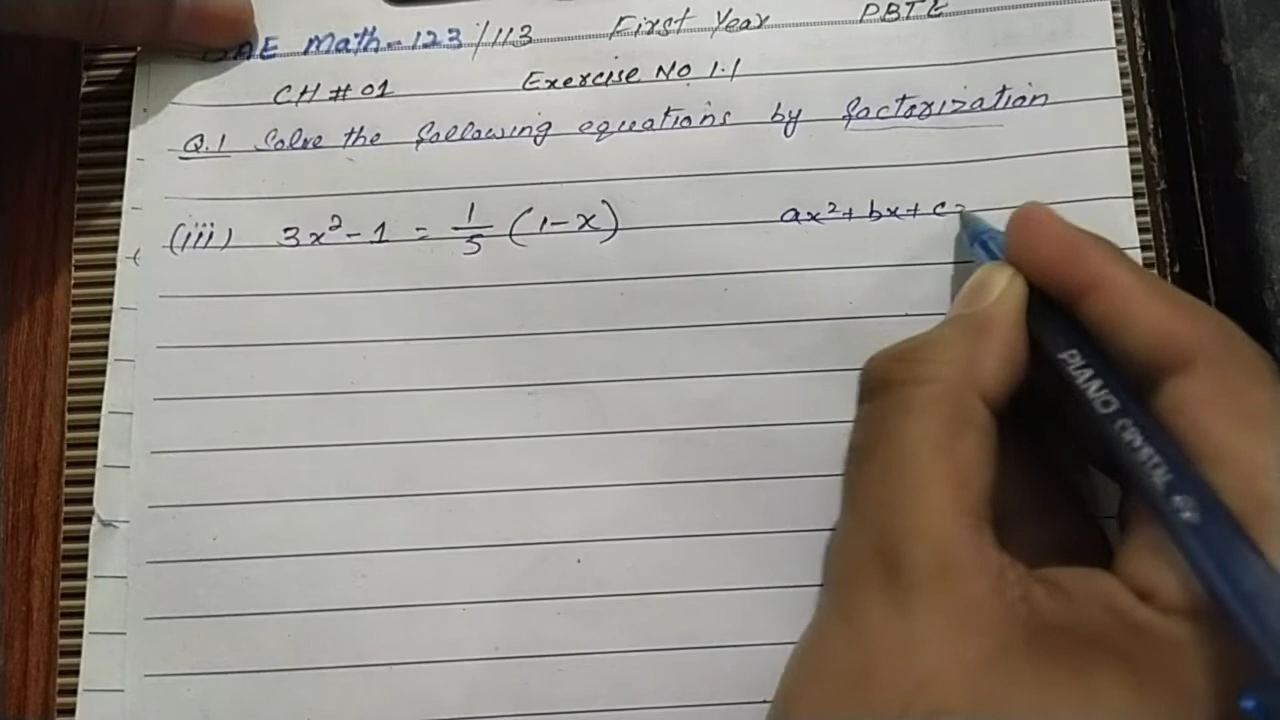 DAE Math-123/113 First Year PBTE
CH # 01 Exercise No 1.1
Q.1 Solve the following equations by factorization
(iii) 3x² - 1 = 1/5 (1-x) ax² + bx + c =
PIANO CRYSTAL